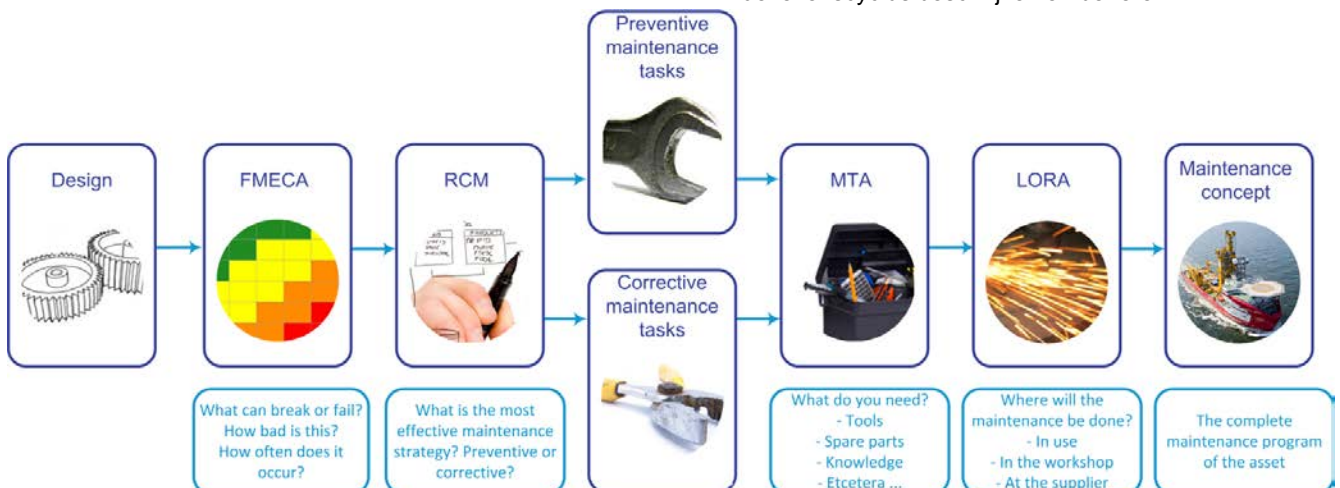 Preventive
maintenance
tasks
Design
FMECA
RCM
MTA
LORA
Maintenance
concept
Corrective
maintenance
tasks
What can break or fail?
How bad is this?
How often does it
occur?
What is the most
effective maintenance
strategy? Preventive or
corrective?
What do you need?
- Tools
- Spare parts
- Knowledge
- Etcetera ...
Where will the
maintenance be done?
- In use
- In the workshop
- At the supplier
The complete
maintenance program
of the asset